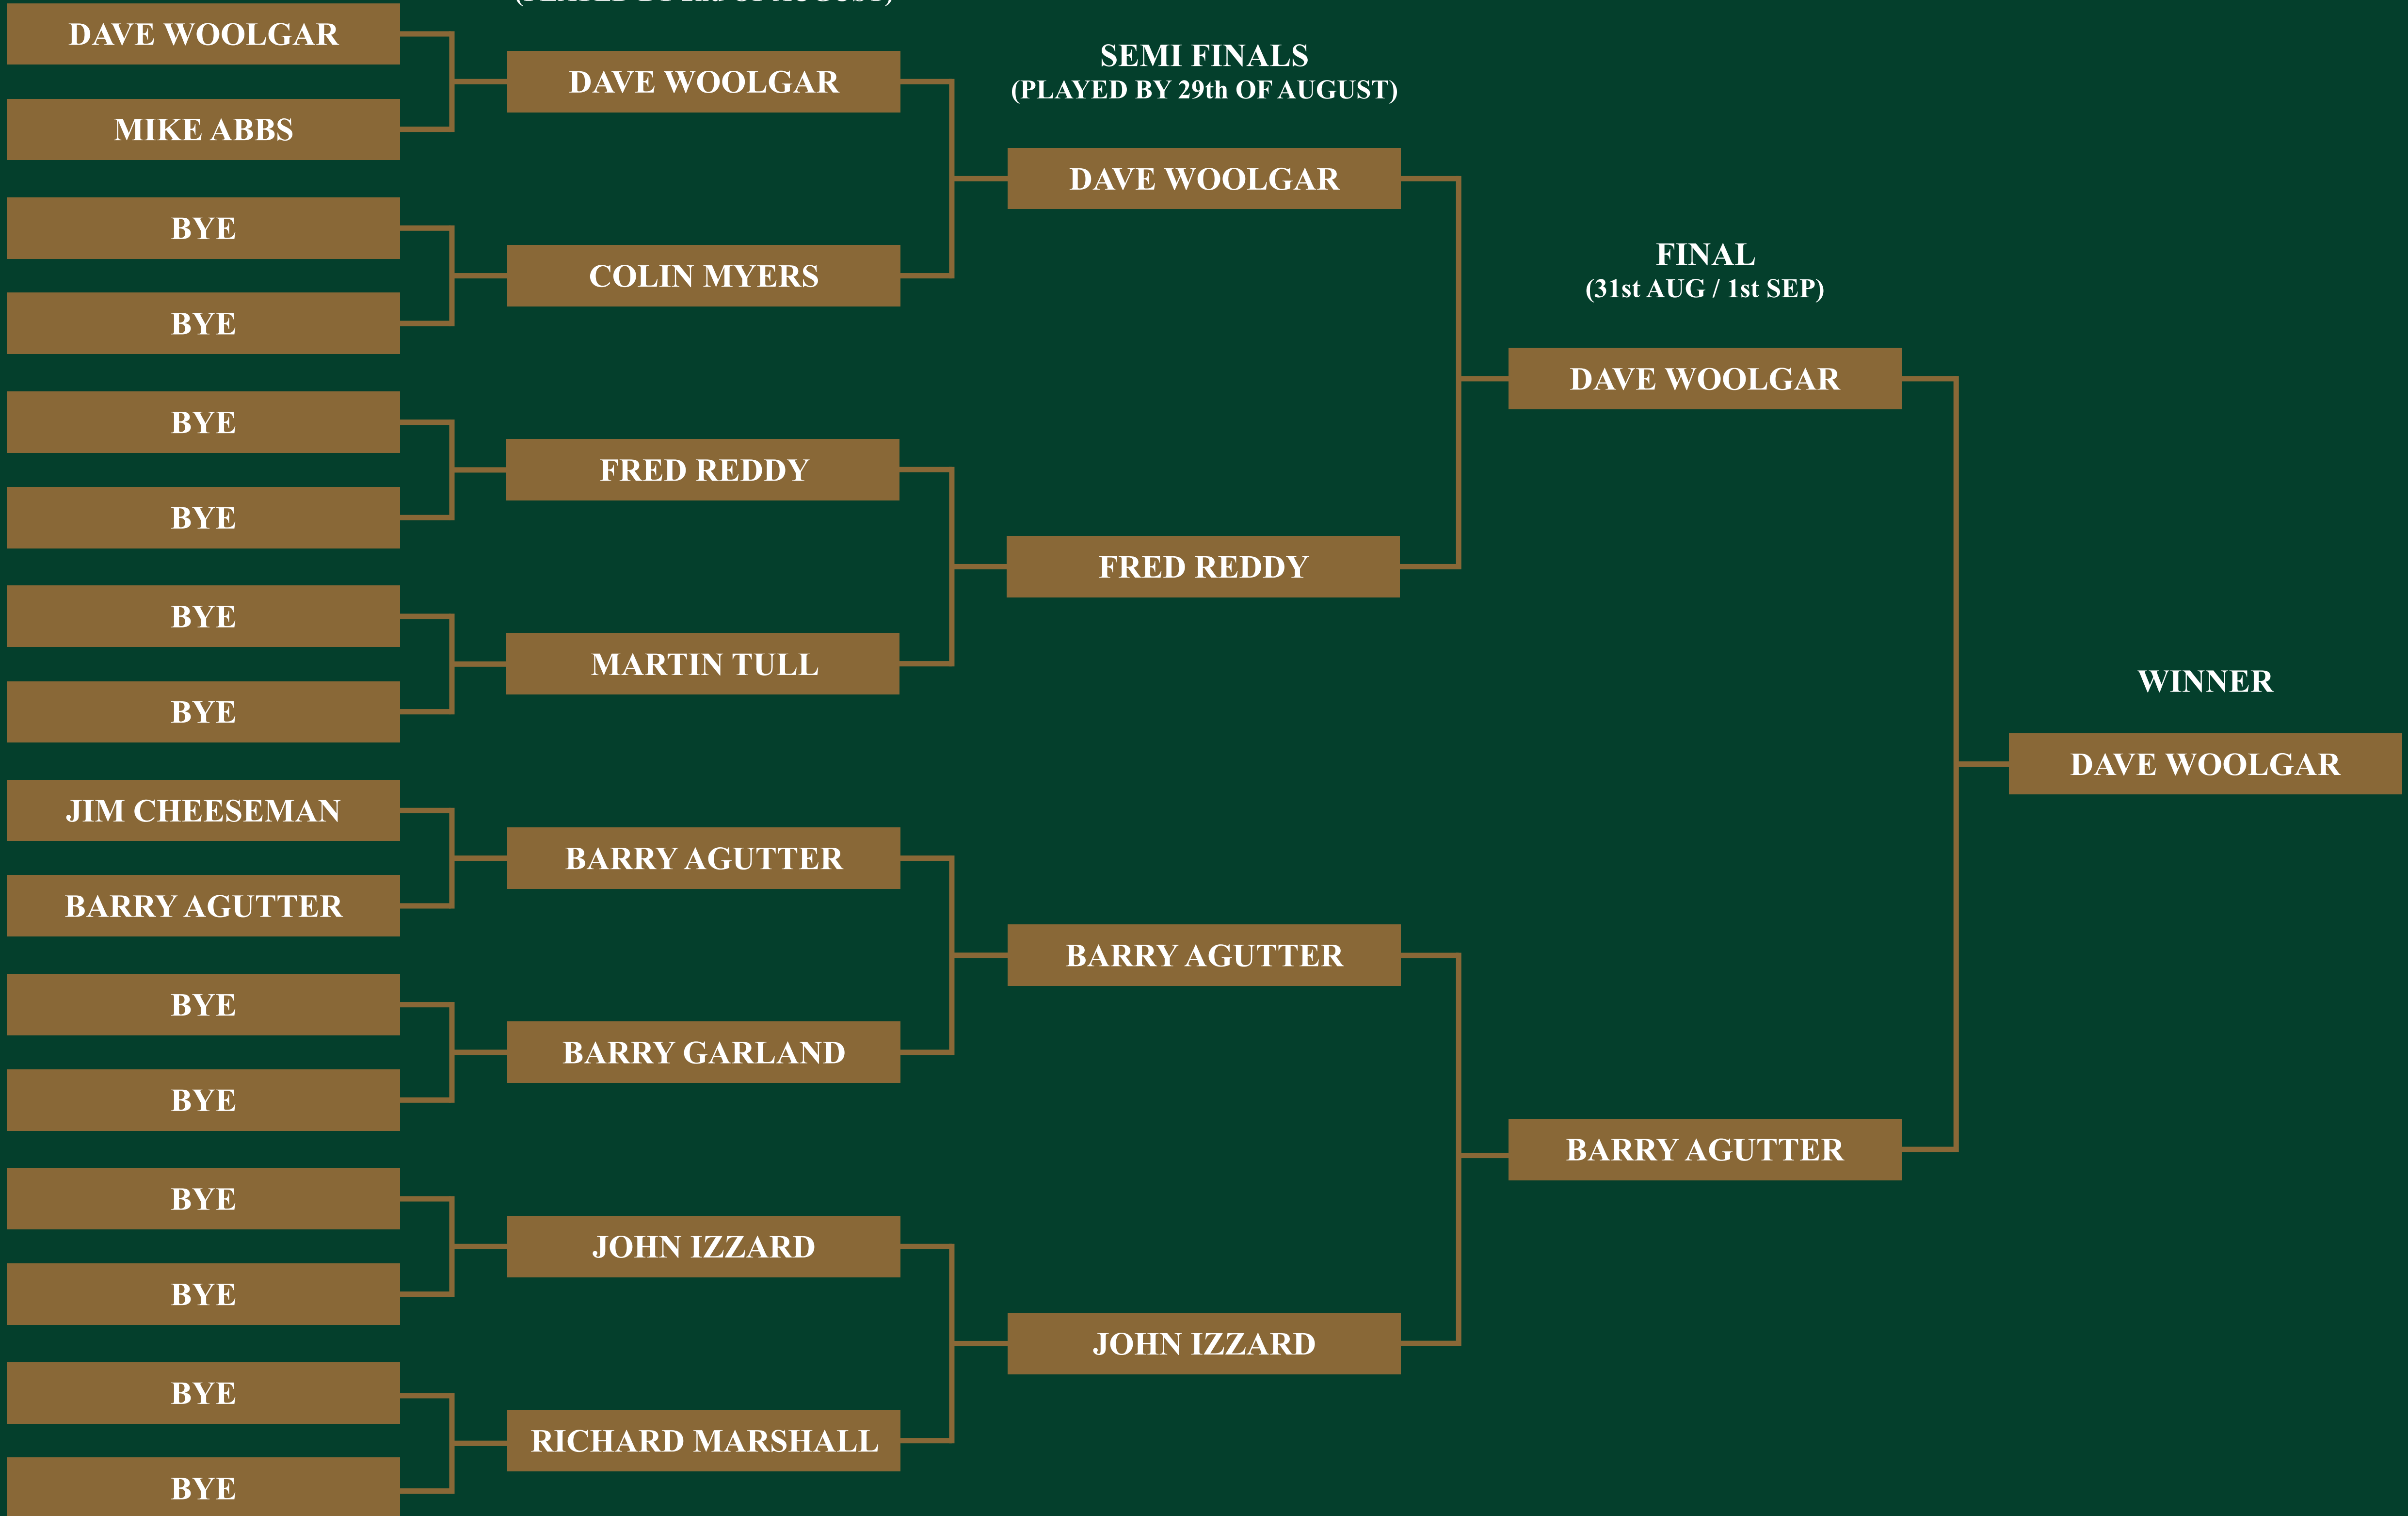 DAVE WOOLGAR
MIKE ABBS
BYE
BYE
BYE
BYE
BYE
BYE
JIM CHEESEMAN
BARRY AGUTTER
BYE
BYE
BYE
BYE
BYE
BYE
DAVE WOOLGAR
COLIN MYERS
FRED REDDY
MARTIN TULL
BARRY AGUTTER
BARRY GARLAND
JOHN IZZARD
RICHARD MARSHALL
SEMI FINALS
(PLAYED BY 29th OF AUGUST)
DAVE WOOLGAR
FRED REDDY
BARRY AGUTTER
JOHN IZZARD
FINAL
(31st AUG / 1st SEP)
DAVE WOOLGAR
BARRY AGUTTER
WINNER
DAVE WOOLGAR